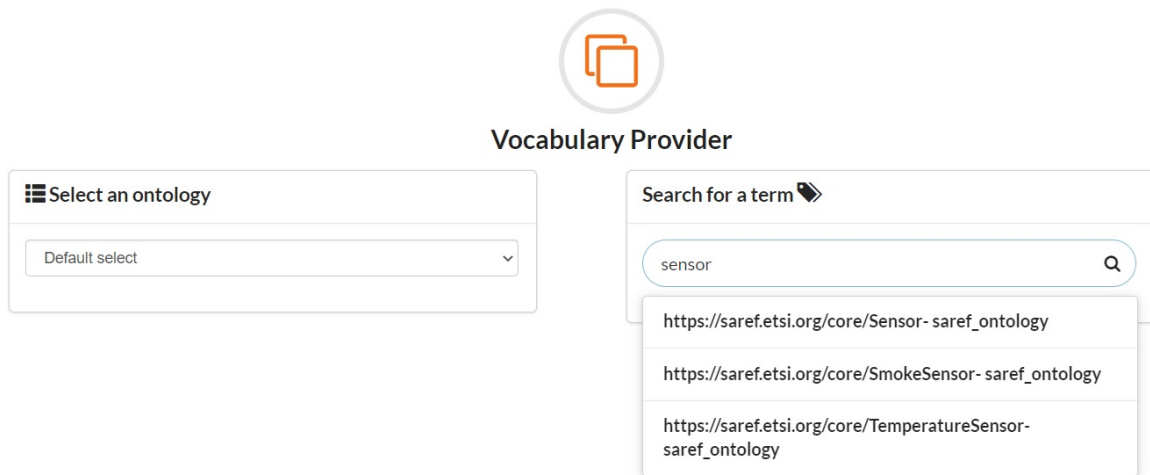 Vocabulary Provider
Select an ontology
Default select
Search for a term
sensor
https://saref.etsi.org/core/Sensor- saref_ontology
https://saref.etsi.org/core/SmokeSensor- saref_ontology
https://saref.etsi.org/core/TemperatureSensor-
saref_ontology